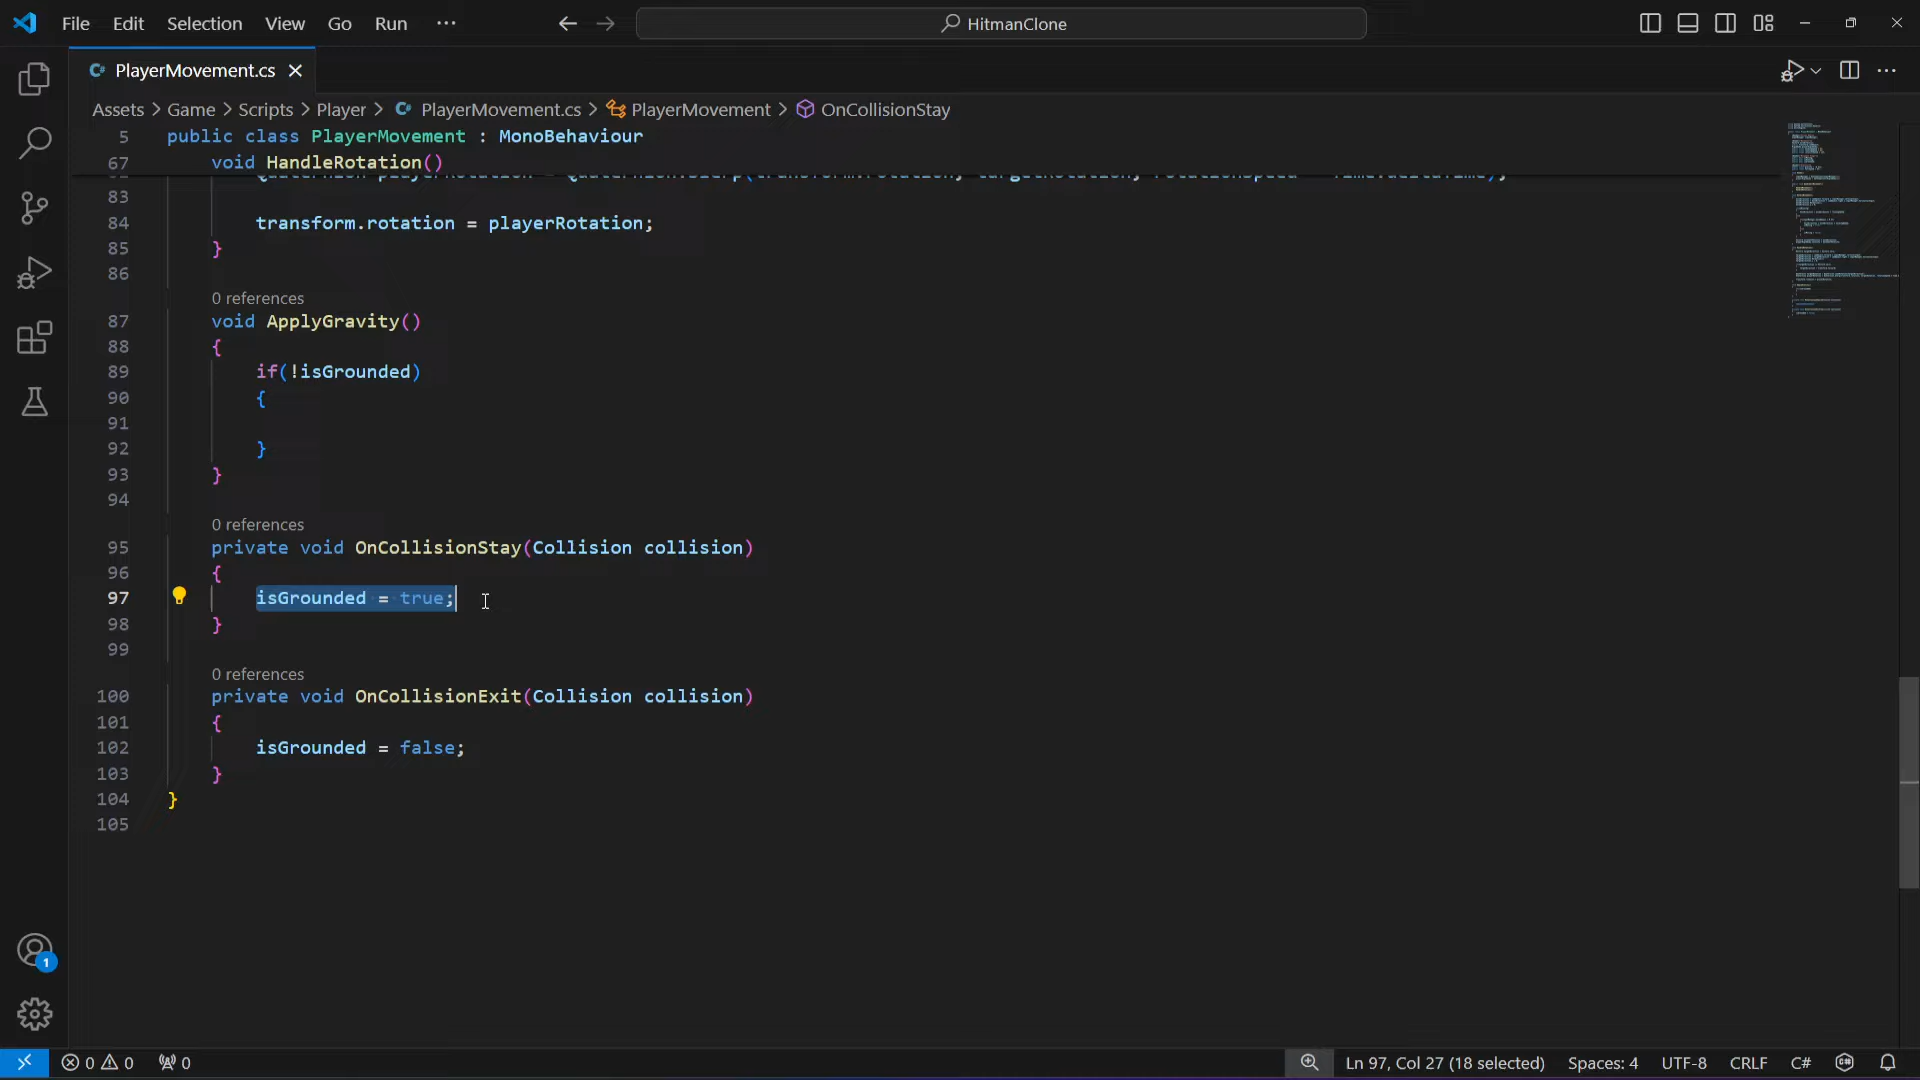 File Edit Selection View Go Run ···
HitmanClone
PlayerMovement.cs
Assets > Game > Scripts > Player > PlayerMovement.cs > PlayerMovement > OnCollisionStay
5 public class PlayerMovement : MonoBehaviour
67 void HandleRotation()
83
84 transform.rotation = playerRotation;
85 }
86
0 references
87 void ApplyGravity()
88 {
89 if(!isGrounded)
90 {
91
92 }
93 }
94
0 references
95 private void OnCollisionStay(Collision collision)
96 {
97 isGrounded = true;
98 }
99
0 references
100 private void OnCollisionExit(Collision collision)
101 {
102 isGrounded = false;
103 }
104 }
105
1
0 0 0 Ln 97, Col 27 (18 selected) Spaces: 4 UTF-8 CRLF C#